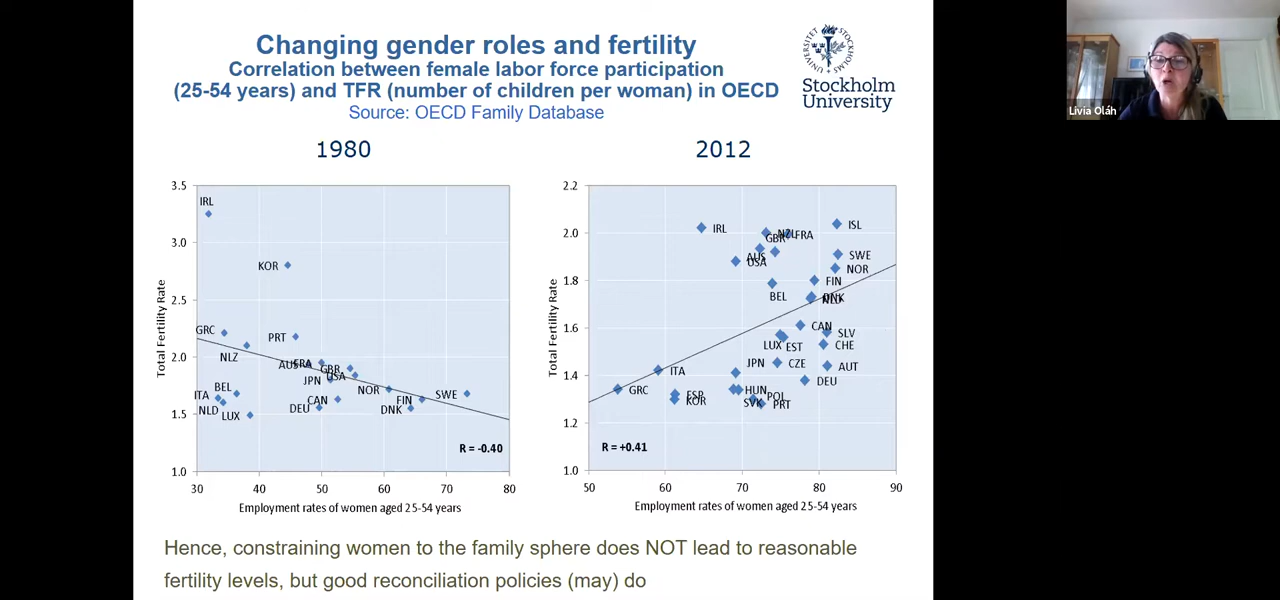 Changing gender roles and fertility
Correlation between female labor force participation
(25-54 years) and TFR (number of children per woman) in OECD
Source: OECD Family Database
STOCKHOLMS UNIVERSITET
Stockholm
University
Livia Oláh
1980
3.5
3.0
2.5
2.0
1.5
1.0
Total Fertility Rate
IRL
KOR
GRC
PRT
NLZ
AUS
FRA
GBR
JPN
USA
BEL
ITA
NLD
LUX
CAN
DEU
NOR
FIN
DNK
SWE
R = -0.40
30 40 50 60 70 80
Employment rates of women aged 25-54 years
2012
2.2
2.0
1.8
1.6
1.4
1.2
1.0
Total Fertility Rate
IRL
NZL
GBR
FRA
ISL
AUS
USA
SWE
NOR
BEL
FIN
DNK
NLD
CAN
SLV
LUX
EST
CHE
JPN
CZE
AUT
ITA
DEU
GRC
ESP
KOR
HUN
POL
SVK
PRT
R = +0.41
50 60 70 80 90
Employment rates of women aged 25-54 years
Hence, constraining women to the family sphere does NOT lead to reasonable
fertility levels, but good reconciliation policies (may) do